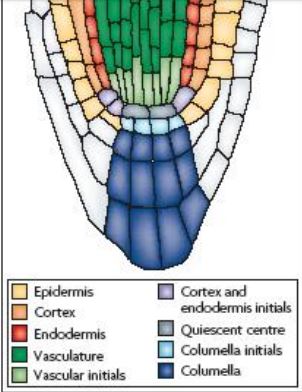 Epidermis
Cortex
Endodermis
Vasculature
Vascular initials
Cortex and
endodermis initials
Quiescent centre
Columella initials
Columella